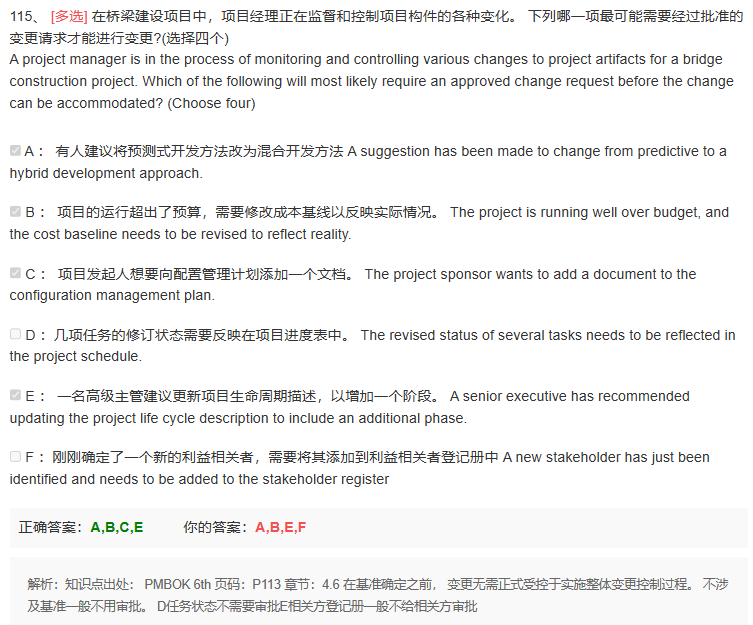 115、 [多选] 在桥梁建设项目中，项目经理正在监督和控制项目构件的各种变化。 下列哪一项最可能需要经过批准的
变更请求才能进行变更?(选择四个)
A project manager is in the process of monitoring and controlling various changes to project artifacts for a bridge
construction project. Which of the following will most likely require an approved change request before the change
can be accommodated? (Choose four)
A： 有人建议将预测式开发方法改为混合开发方法 A suggestion has been made to change from predictive to a
hybrid development approach.
B： 项目的运行超出了预算，需要修改成本基线以反映实际情况。 The project is running well over budget, and
the cost baseline needs to be revised to reflect reality.
C： 项目发起人想要向配置管理计划添加一个文档。 The project sponsor wants to add a document to the
configuration management plan.
D：几项任务的修订状态需要反映在项目进度表中。 The revised status of several tasks needs to be reflected in
the project schedule.
E： 一名高级主管建议更新项目生命周期描述，以增加一个阶段。 A senior executive has recommended
updating the project life cycle description to include an additional phase.
F：刚刚确定了一个新的利益相关者，需要将其添加到利益相关者登记册中 A new stakeholder has just been
identified and needs to be added to the stakeholder register
正确答案：A,B,C,E 你的答案：A,B,E,F
解析：知识点出处： PMBOK 6th 页码：P113 章节：4.6 在基准确定之前， 变更无需正式受控于实施整体变更控制过程。 不涉
及基准一般不用审批。 D任务状态不需要审批E相关方登记册一般不给相关方审批